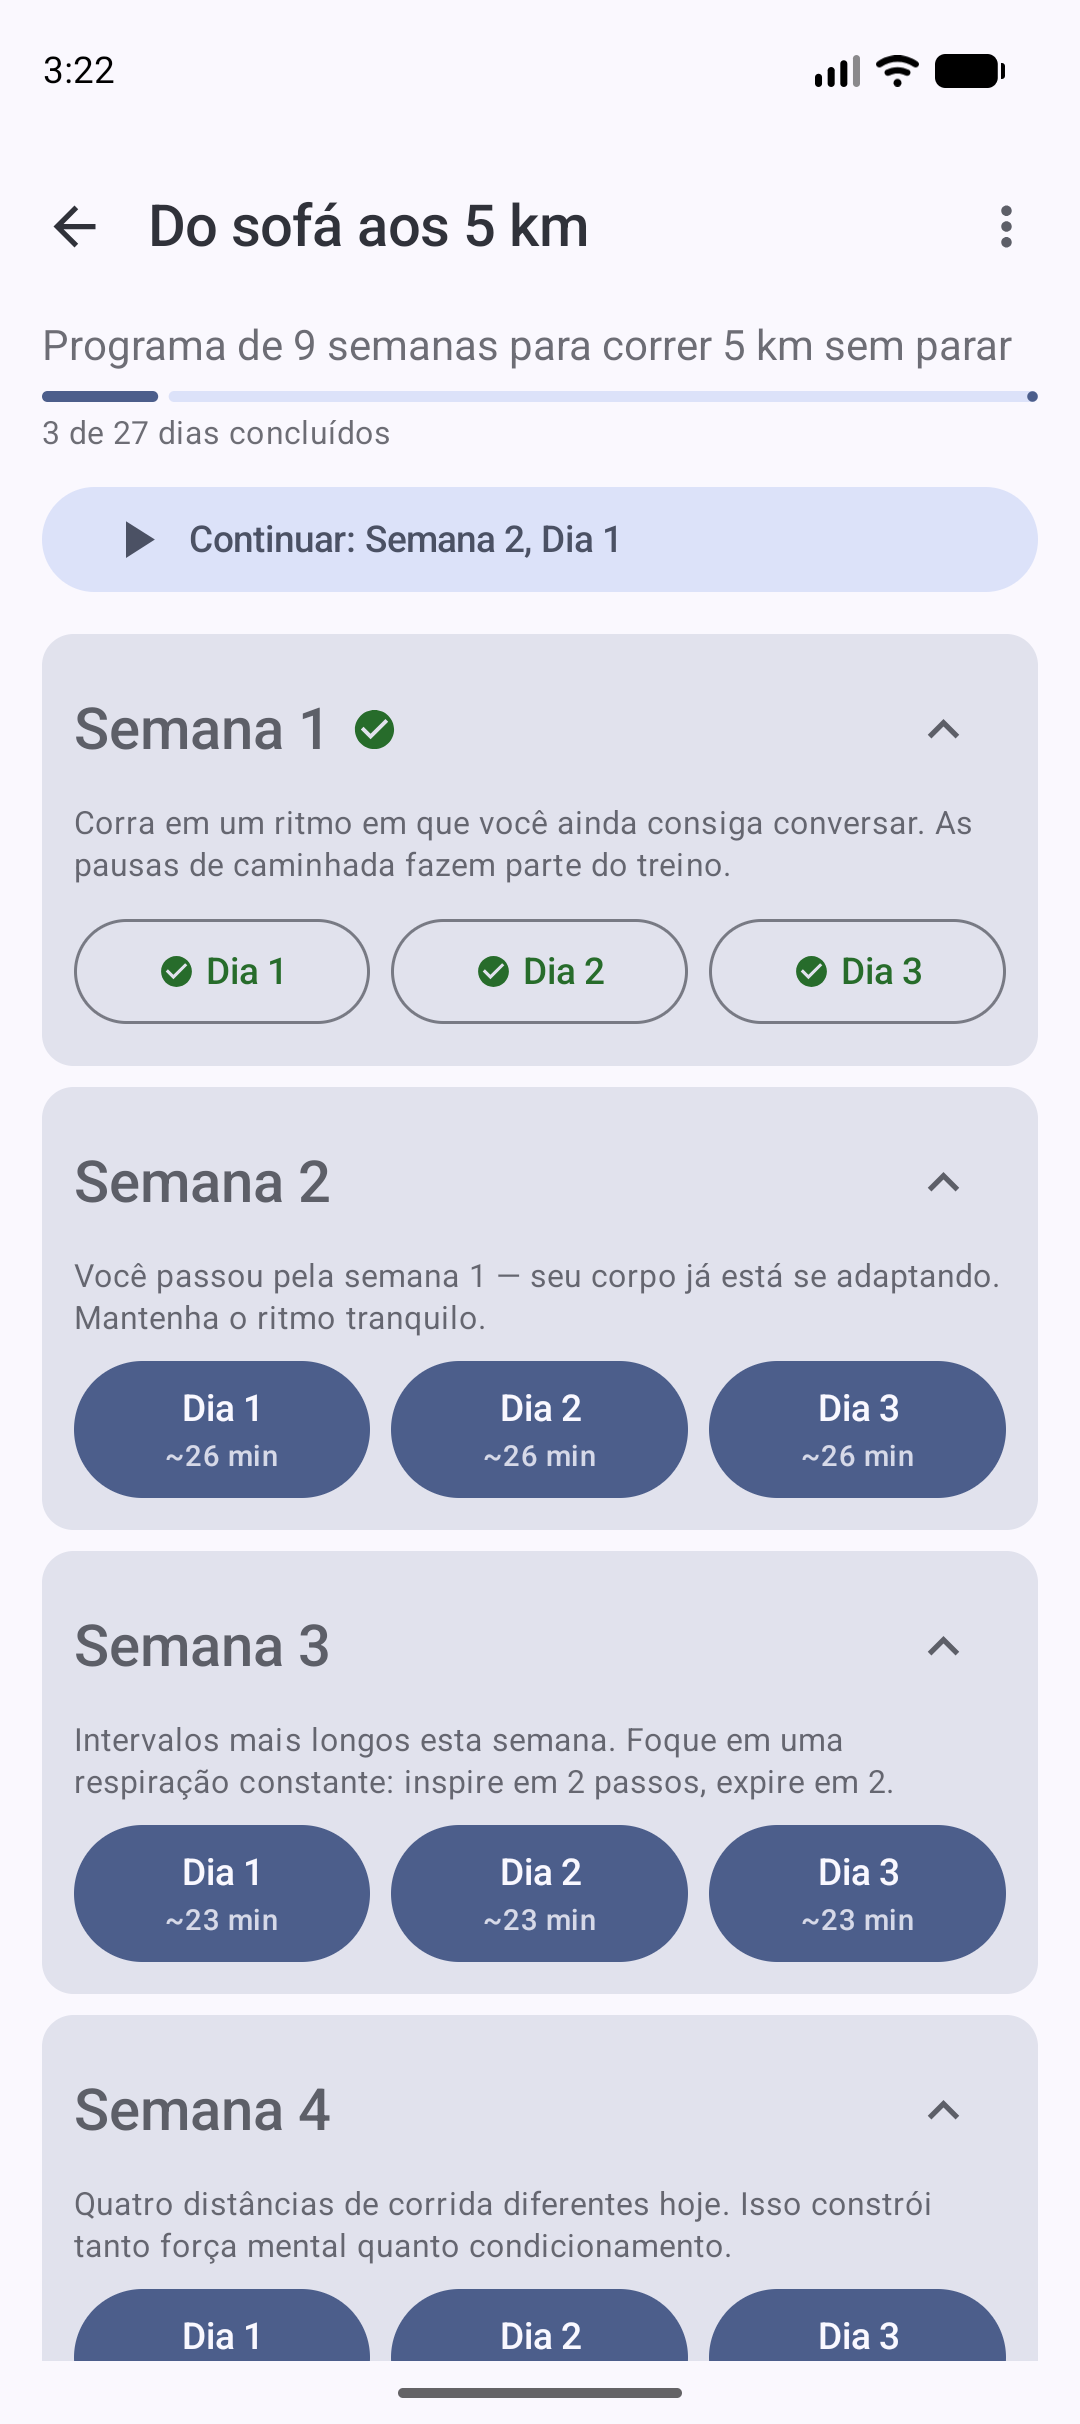 3:22
Do sofá aos 5 km
Programa de 9 semanas para correr 5 km sem parar
3 de 27 dias concluídos
Continuar: Semana 2, Dia 1
Semana 1
Corra em um ritmo em que você ainda consiga conversar. As
pausas de caminhada fazem parte do treino.
Dia 1
Dia 2
Dia 3
Semana 2
Você passou pela semana 1 — seu corpo já está se adaptando.
Mantenha o ritmo tranquilo.
Dia 1
~26 min
Dia 2
~26 min
Dia 3
~26 min
Semana 3
Intervalos mais longos esta semana. Foque em uma
respiração constante: inspire em 2 passos, expire em 2.
Dia 1
~23 min
Dia 2
~23 min
Dia 3
~23 min
Semana 4
Quatro distâncias de corrida diferentes hoje. Isso constrói
tanto força mental quanto condicionamento.
Dia 1
Dia 2
Dia 3